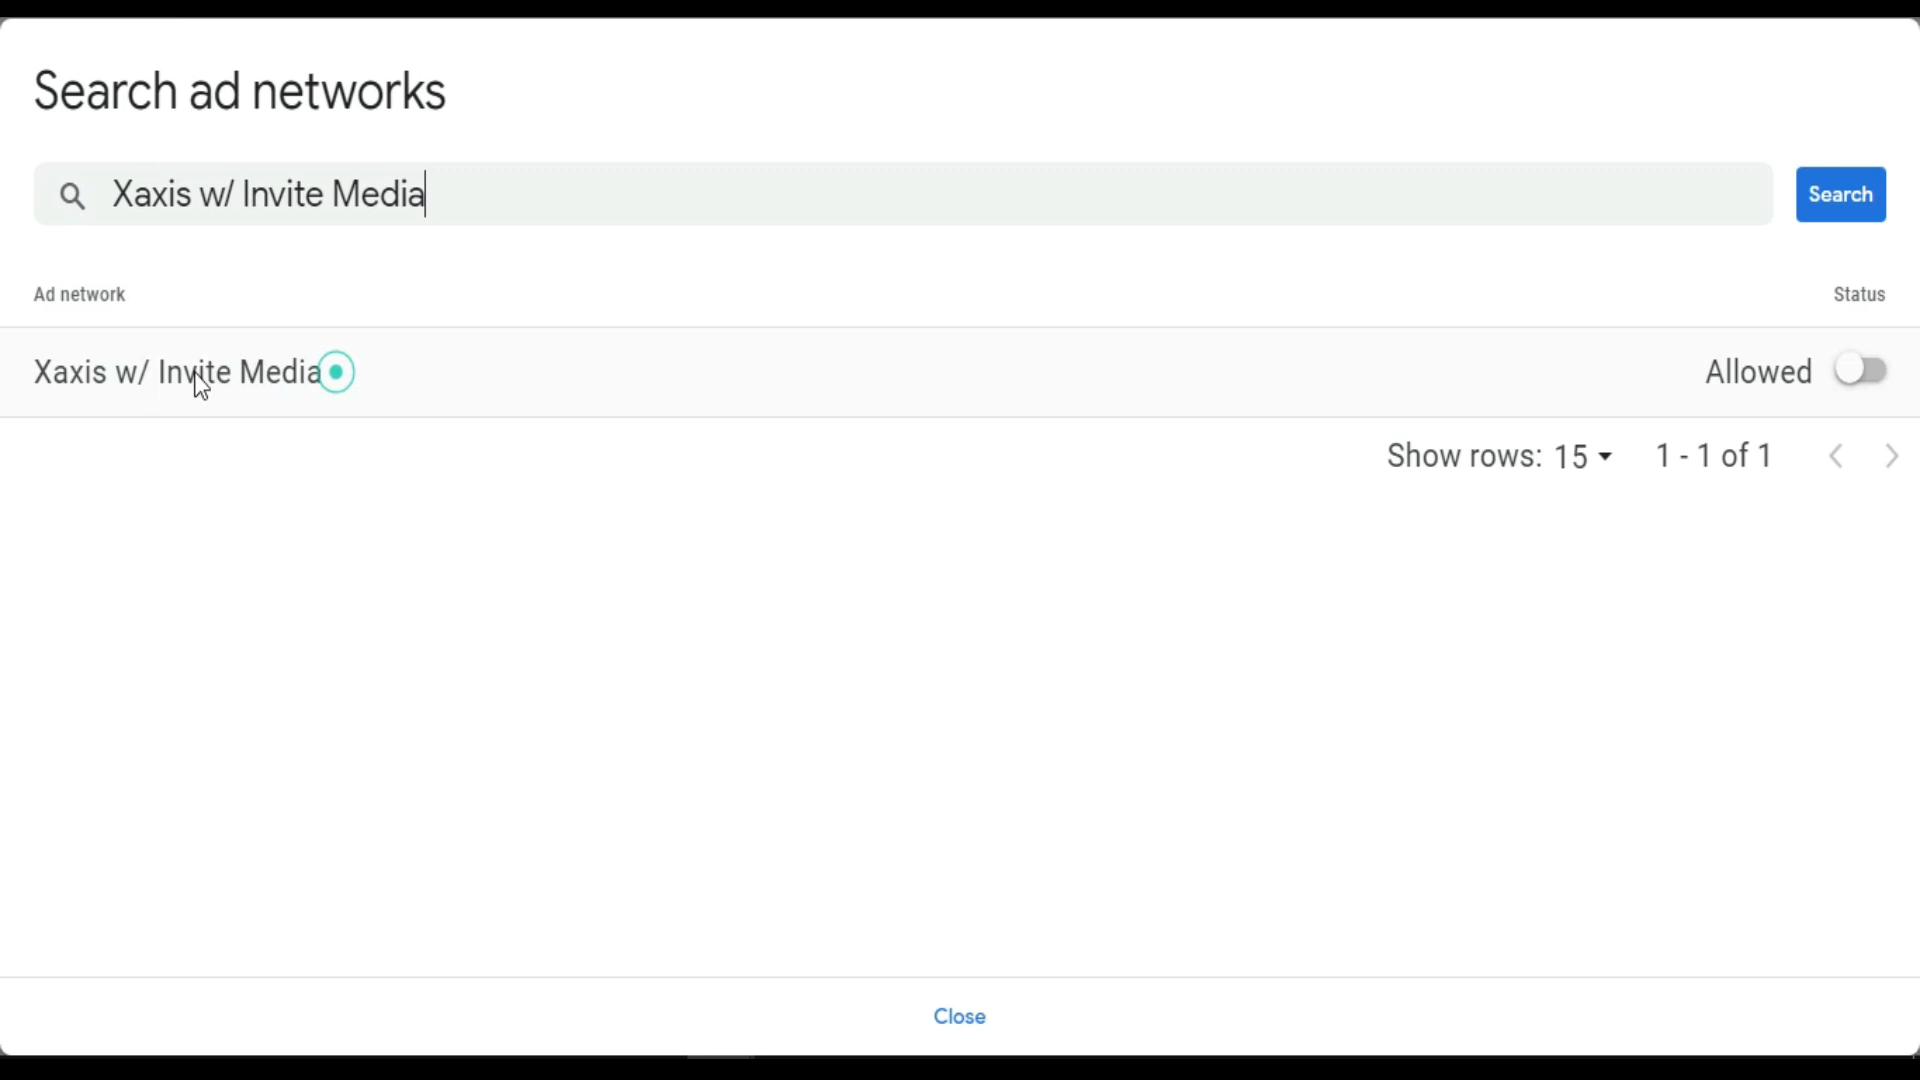 Search ad networks
Xaxis w/ Invite Media
Search
Ad network
Status
Xaxis w/ Invite Media
Allowed
Show rows: 15
1 - 1 of 1
Close